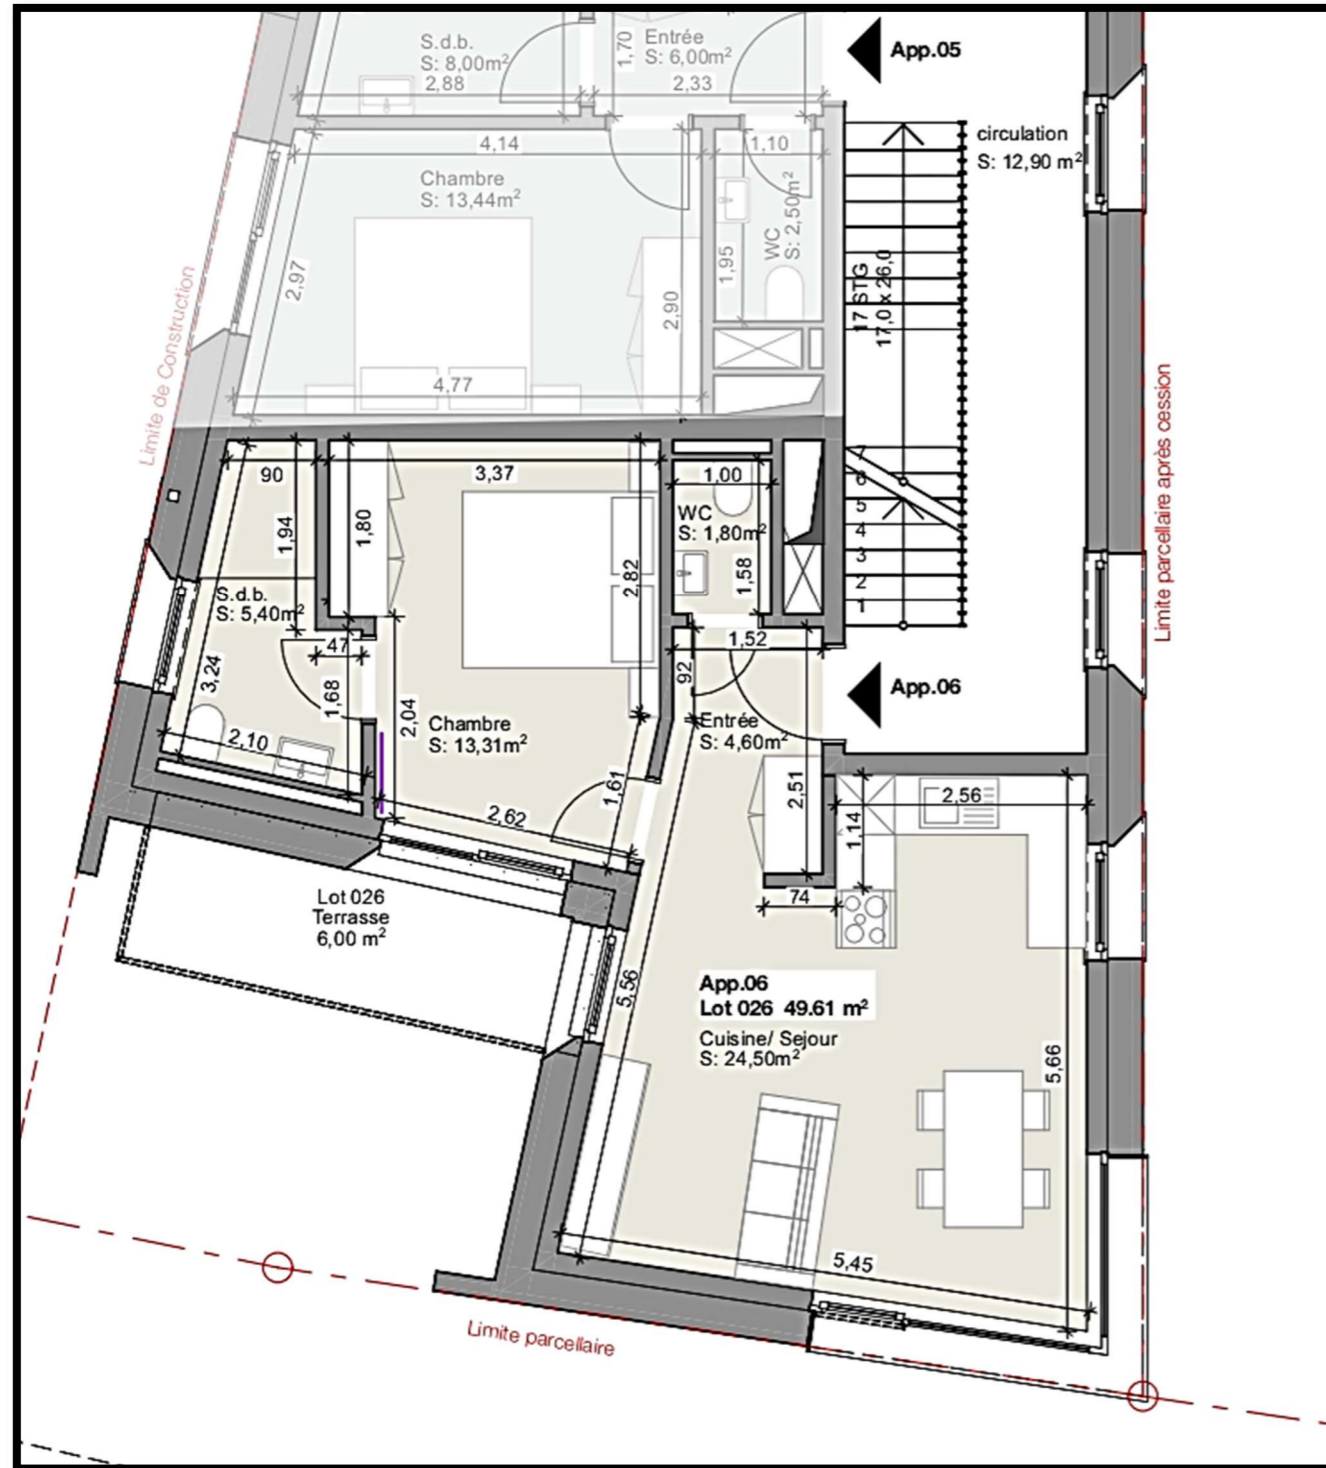 S.d.b.
S: 8,00m²
2,88
1,70
Entrée
S: 6,00m²
2,33
App.05
circulation
S: 12,90 m²
4,14
1,10
Chambre
S: 13,44m²
WC
S: 2,50m²
1,95
2,97
2,90
4,77
17 STG
17,0 x 26,0
Limite de Construction
Limite parcellaire après cession
90
3,37
1,00
7
6
5
4
3
2
1
1,94
1,80
WC
S: 1,80m²
2,82
1,58
S.d.b.
S: 5,40m²
47
1,52
92
3,24
1,68
2,04
App.06
Chambre
S: 13,31m²
Entrée
S: 4,60m²
2,10
2,51
1,61
2,62
2,56
1,14
74
Lot 026
Terrasse
6,00 m²
5,56
App.06
Lot 026 49.61 m²
Cuisine/ Sejour
S: 24,50m²
5,66
5,45
Limite parcellaire